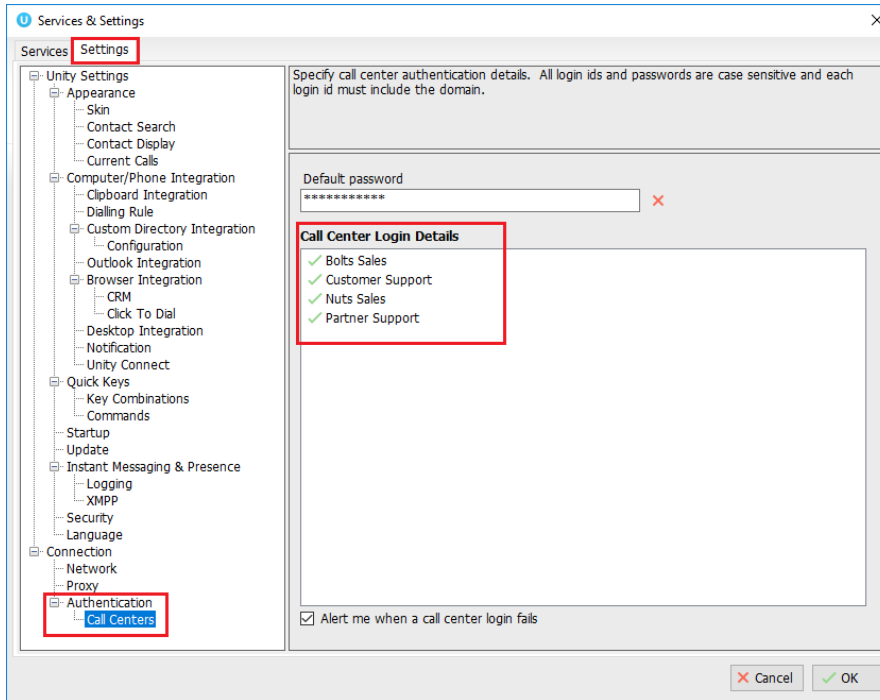 Services & Settings
Services Settings
Unity Settings
Appearance
Skin
Contact Search
Contact Display
Current Calls
Computer/Phone Integration
Clipboard Integration
Dialling Rule
Custom Directory Integration
Configuration
Outlook Integration
Browser Integration
CRM
Click To Dial
Desktop Integration
Notification
Unity Connect
Quick Keys
Key Combinations
Commands
Startup
Update
Instant Messaging & Presence
Logging
XMPP
Security
Language
Connection
Network
Proxy
Authentication
Call Centers
Specify call center authentication details.  All login ids and passwords are case sensitive and each
login id must include the domain.
Default password
***********
Call Center Login Details
Bolts Sales
Customer Support
Nuts Sales
Partner Support
Alert me when a call center login fails
Cancel OK